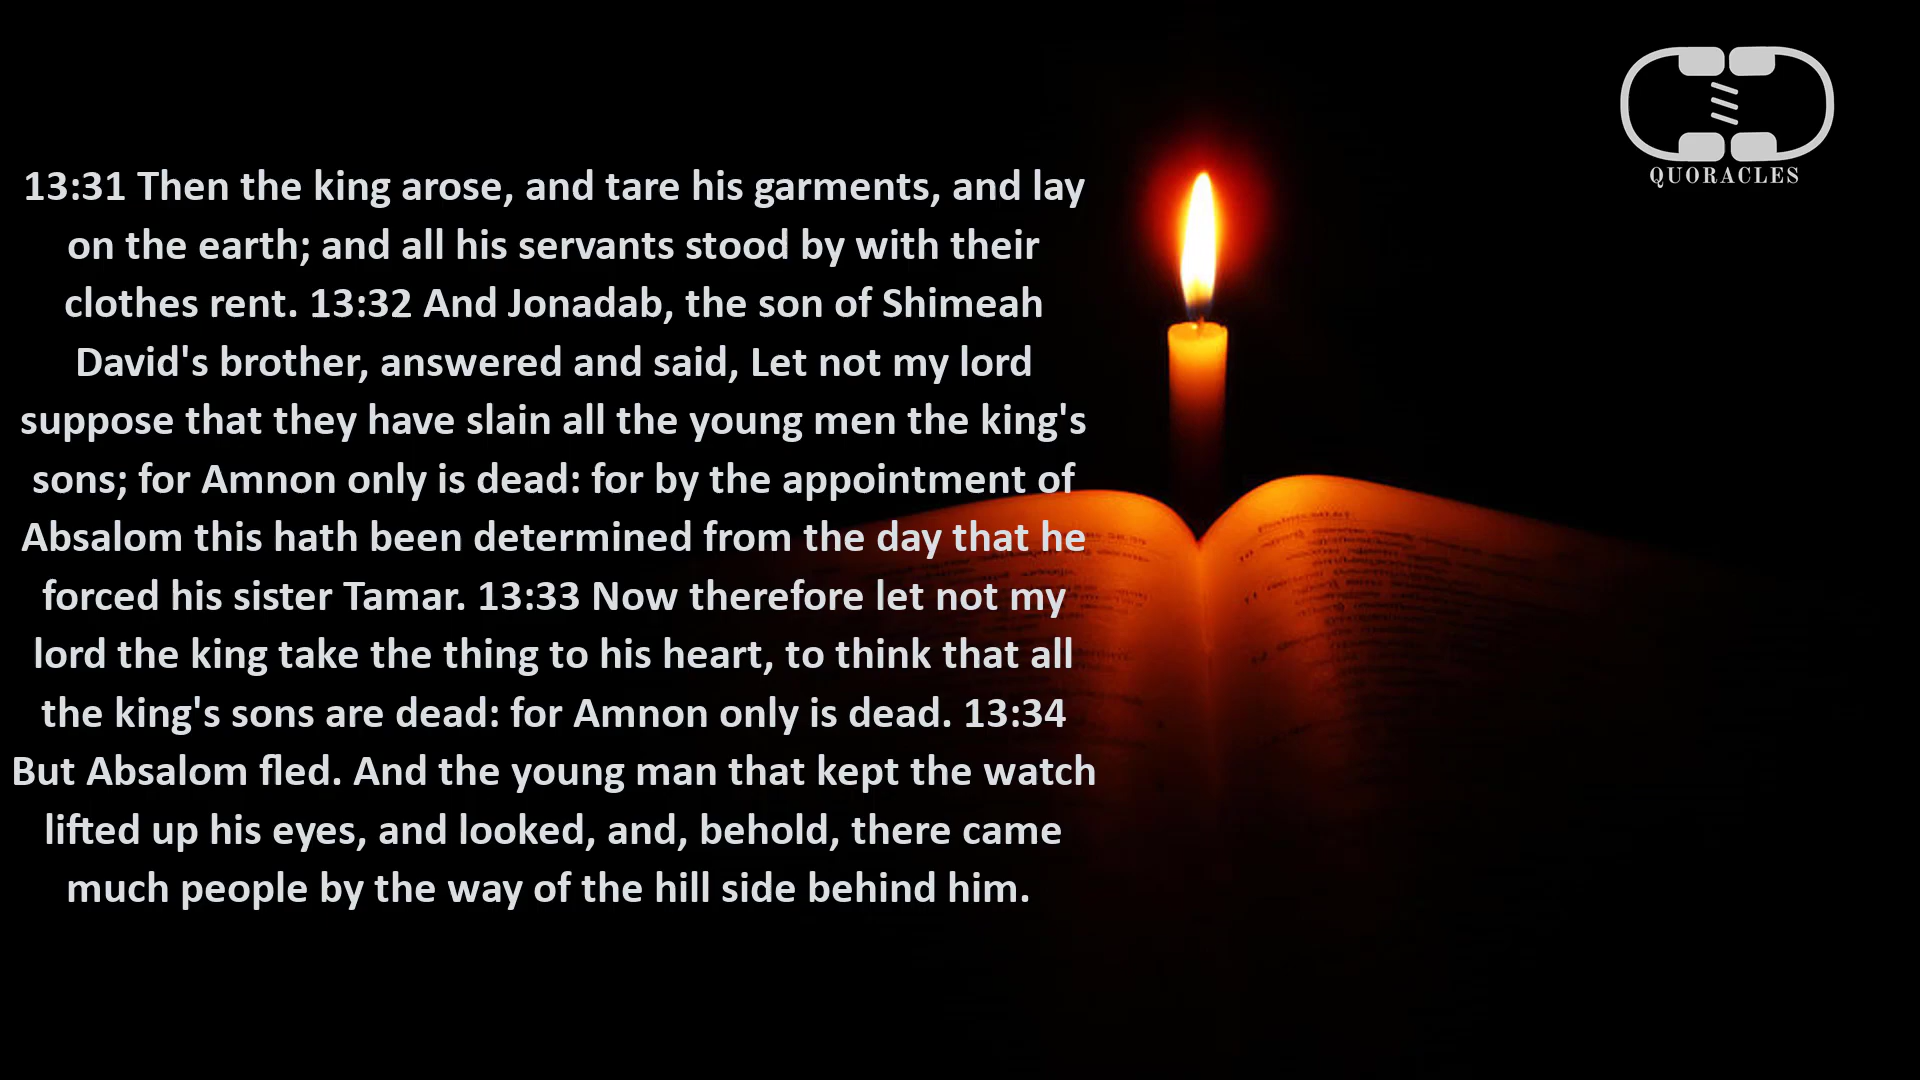 QUORACLES
13:31 Then the king arose, and tare his garments, and lay
on the earth; and all his servants stood by with their
clothes rent. 13:32 And Jonadab, the son of Shimeah
David's brother, answered and said, Let not my lord
suppose that they have slain all the young men the king's
sons; for Amnon only is dead: for by the appointment of
Absalom this hath been determined from the day that he
forced his sister Tamar. 13:33 Now therefore let not my
lord the king take the thing to his heart, to think that all
the king's sons are dead: for Amnon only is dead. 13:34
But Absalom fled. And the young man that kept the watch
lifted up his eyes, and looked, and, behold, there came
much people by the way of the hill side behind him.